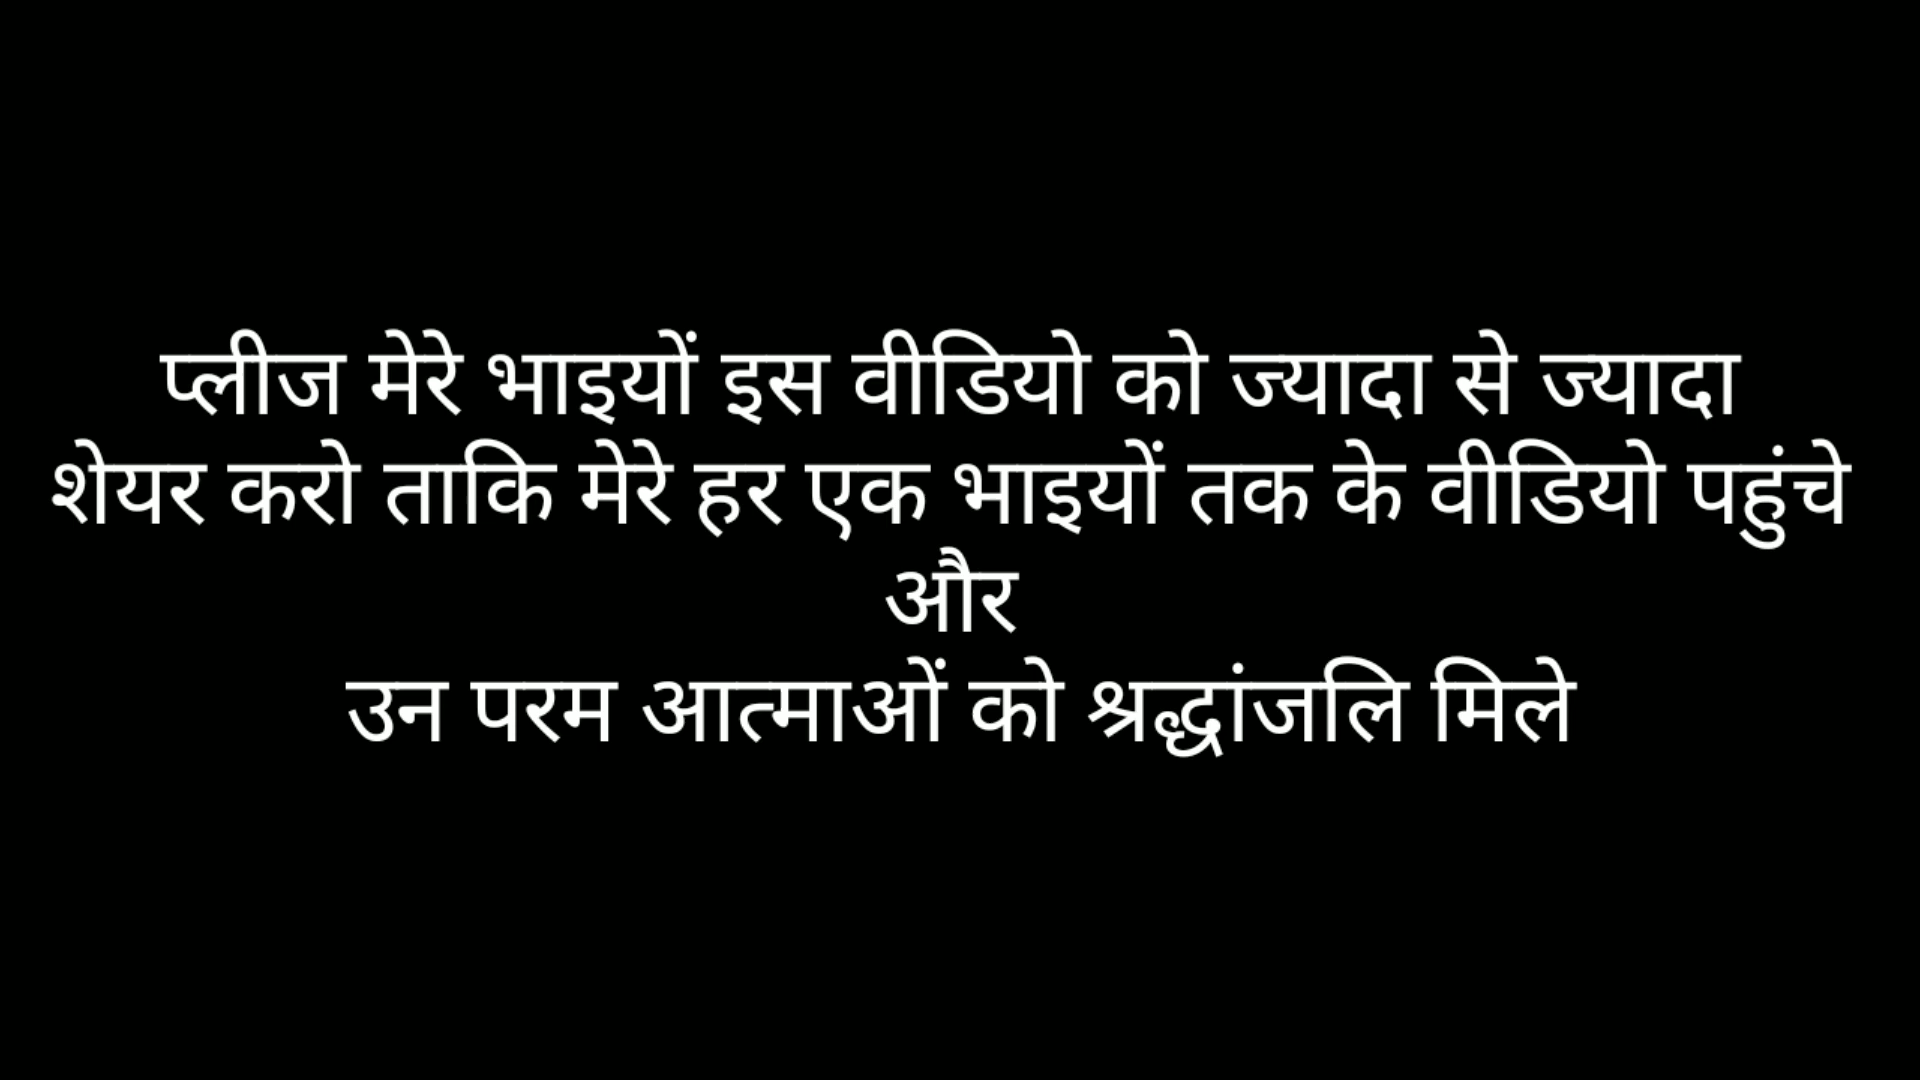 प्लीज मेरे भाइयों इस वीडियो को ज्यादा से ज्यादा
शेयर करो ताकि मेरे हर एक भाइयों तक के वीडियो पहुंचे
और
उन परम आत्माओं को श्रद्धांजलि मिले